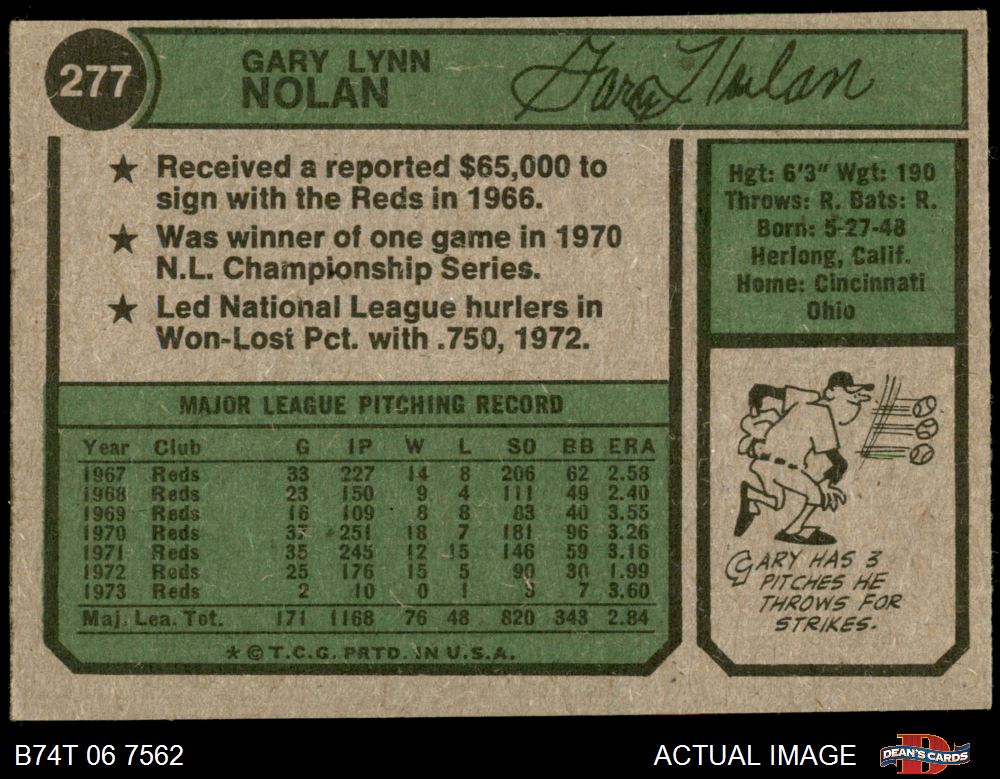 277
GARY LYNN
NOLAN
Gary Nolan
★ Received a reported $65,000 to
sign with the Reds in 1966.
★ Was winner of one game in 1970
N.L. Championship Series.
★ Led National League hurlers in
Won-Lost Pct. with .750, 1972.
Hgt: 6'3" Wgt: 190
Throws: R. Bats: R.
Born: 5-27-48
Herlong, Calif.
Home: Cincinnati
Ohio
MAJOR LEAGUE PITCHING RECORD
Year Club G IP W L SO BB ERA
1967 Reds 33 227 14 8 206 62 2.58
1968 Reds 23 150 9 4 111 49 2.40
1969 Reds 16 109 8 8 83 40 3.55
1970 Reds 37 251 18 7 181 96 3.26
1971 Reds 35 245 12 15 146 59 3.16
1972 Reds 25 176 15 5 90 30 1.99
1973 Reds 2 10 0 1 3 7 3.60
Maj. Lea. Tot. 171 1168 76 48 820 343 2.84
★ © T.C.G. PRTD. IN U.S.A.
GARY HAS 3
PITCHES HE
THROWS FOR
STRIKES.
B74T 06 7562
ACTUAL IMAGE
DEAN'S CARDS